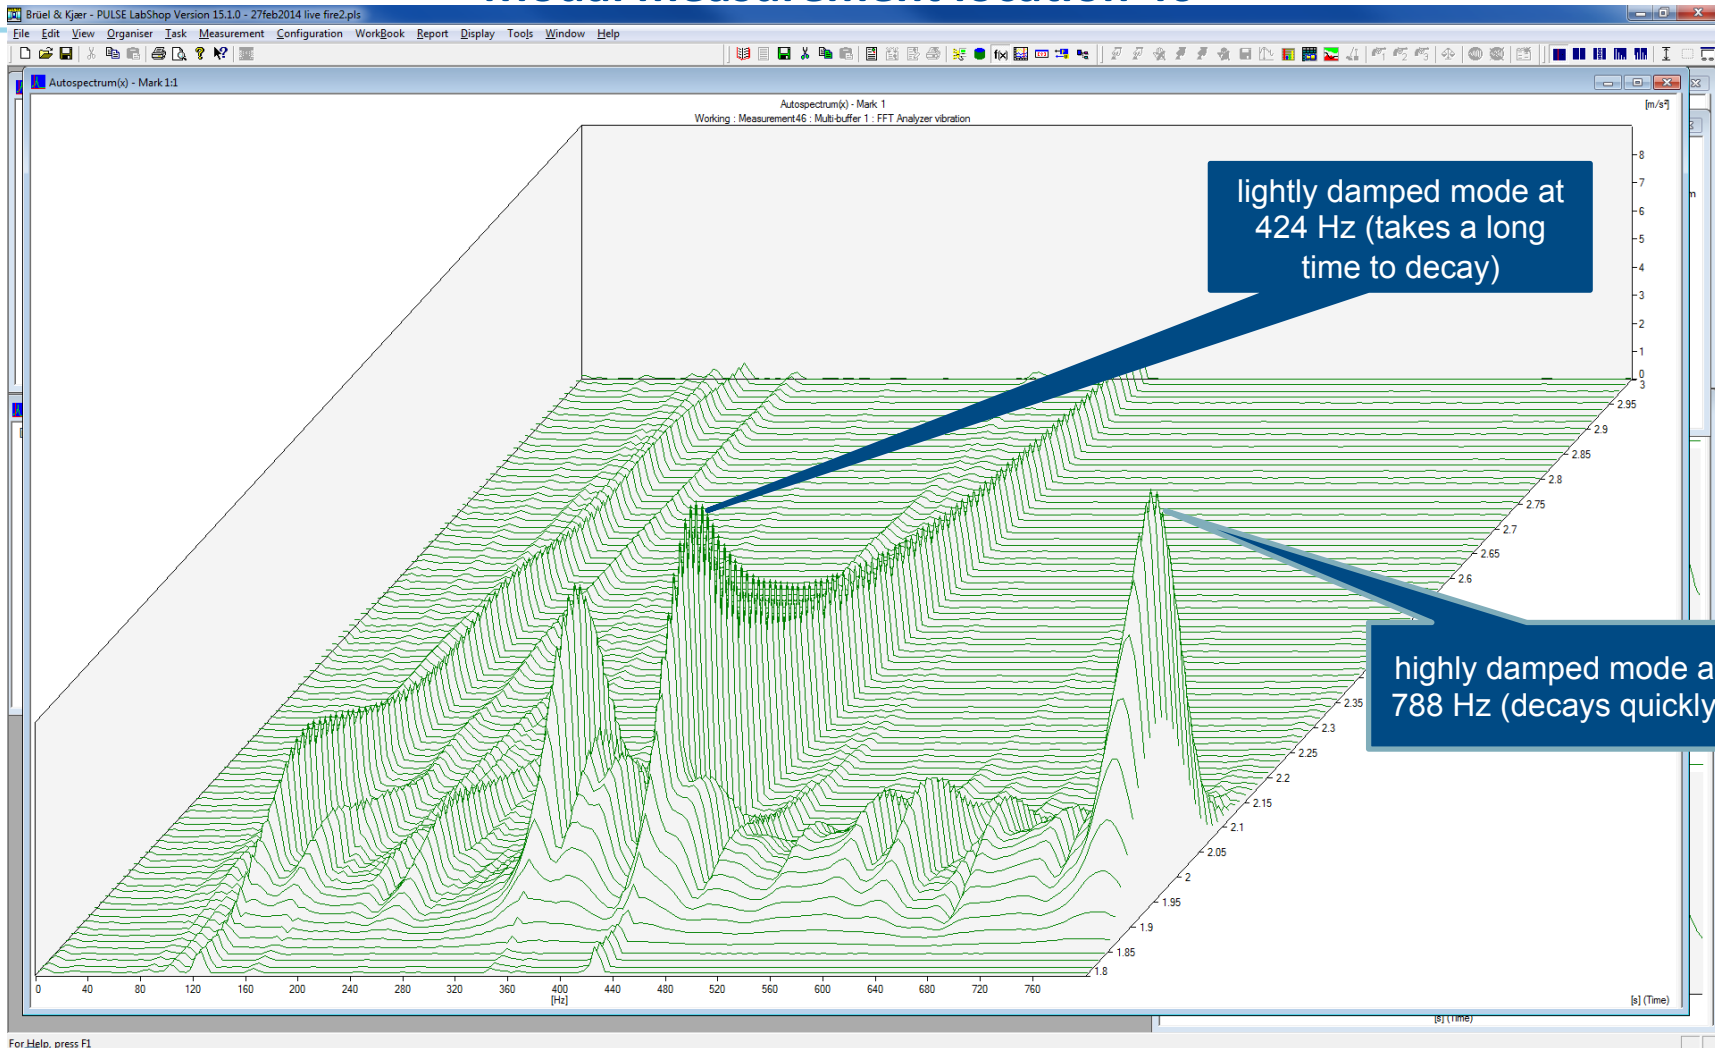 Modal Measurement location 46
Brüel & Kjær - PULSE LabShop Version 15.1.0 - 27feb2014 live fire2.pls
File Edit View Organiser Task Measurement Configuration WorkBook Report Display Tools Window Help
Autospectrum(x) - Mark 1:1
Autospectrum(x) - Mark 1
Working : Measurement46 : Multi-buffer 1 : FFT Analyzer vibration
[m/s²]
8
7
6
5
4
3
2
1
0
lightly damped mode at
424 Hz (takes a long
time to decay)
3
2.95
2.9
2.85
2.8
2.75
2.7
2.65
2.6
highly damped mode a
788 Hz (decays quickly
2.35
2.3
2.25
2.2
2.15
2.1
2.05
2
1.95
1.9
1.85
1.8
0 40 80 120 160 200 240 280 320 360 400 440 480 520 560 600 640 680 720 760
[Hz]
[s] (Time)
[s] (Time)
For Help, press F1